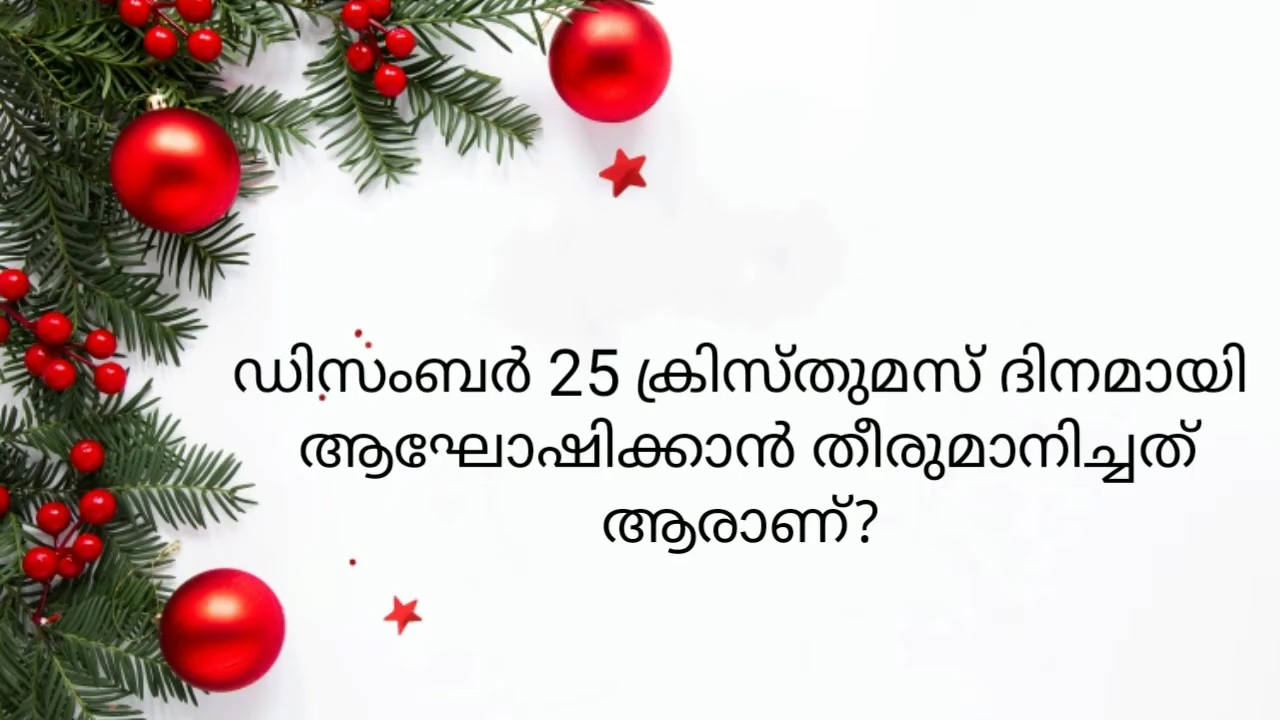 ഡിസംബർ 25 ക്രിസ്തുമസ് ദിനമായി
ആഘോഷിക്കാൻ തീരുമാനിച്ചത്
ആരാണ്?